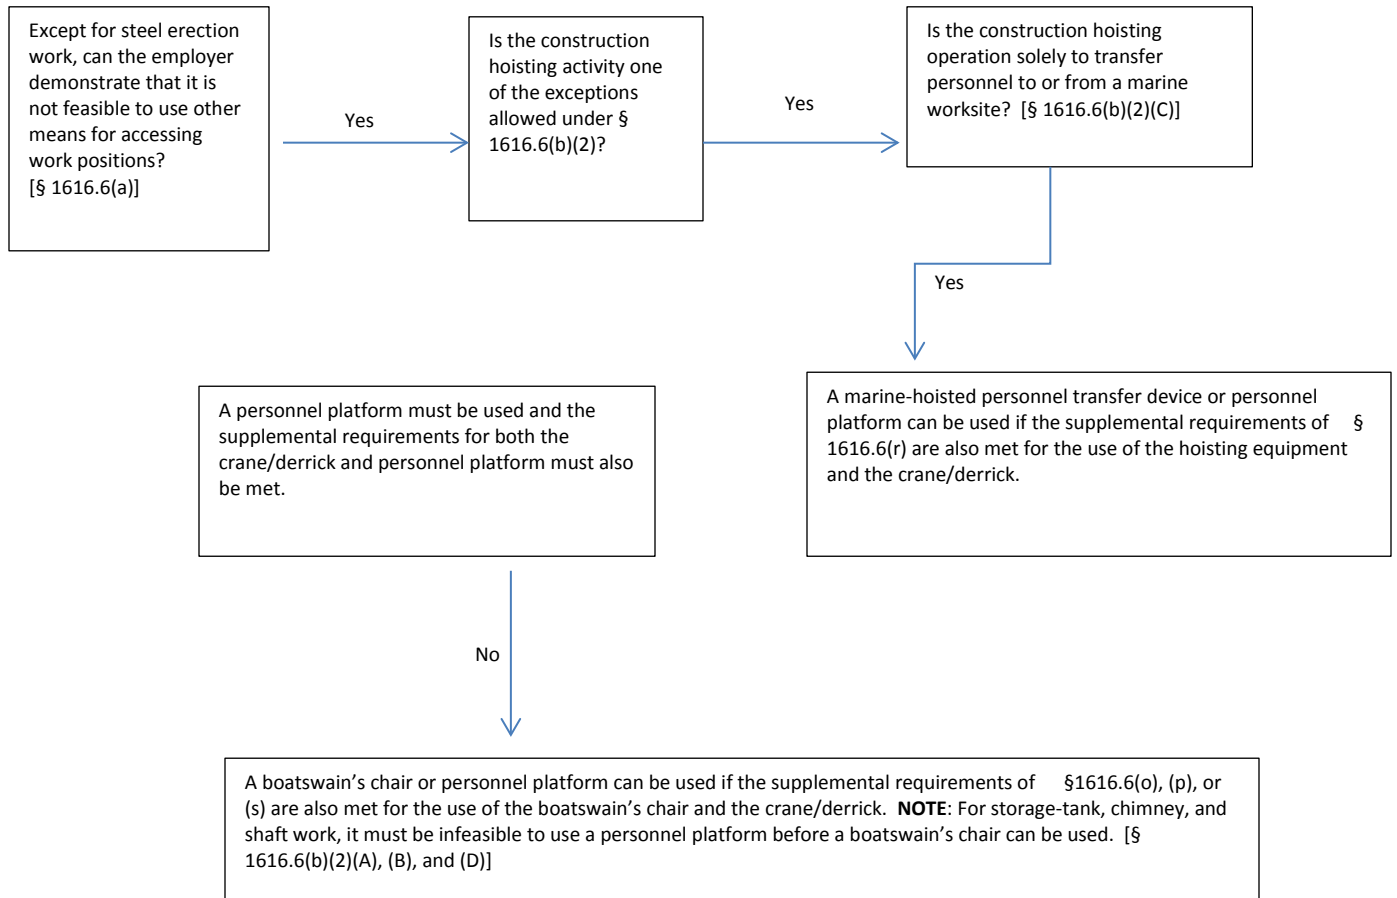 Except for steel erection
work, can the employer
demonstrate that it is
not feasible to use other
means for accessing
work positions?
[§ 1616.6(a)]
Yes
Is the construction
hoisting activity one
of the exceptions
allowed under §
1616.6(b)(2)?
Yes
Is the construction hoisting
operation solely to transfer
personnel to or from a marine
worksite?  [§ 1616.6(b)(2)(C)]
Yes
A personnel platform must be used and the
supplemental requirements for both the
crane/derrick and personnel platform must also
be met.
A marine-hoisted personnel transfer device or personnel
platform can be used if the supplemental requirements of    §
1616.6(r) are also met for the use of the hoisting equipment
and the crane/derrick.
No
A boatswain’s chair or personnel platform can be used if the supplemental requirements of    §1616.6(o), (p), or
(s) are also met for the use of the boatswain’s chair and the crane/derrick.  NOTE: For storage-tank, chimney, and
shaft work, it must be infeasible to use a personnel platform before a boatswain’s chair can be used.  [§
1616.6(b)(2)(A), (B), and (D)]